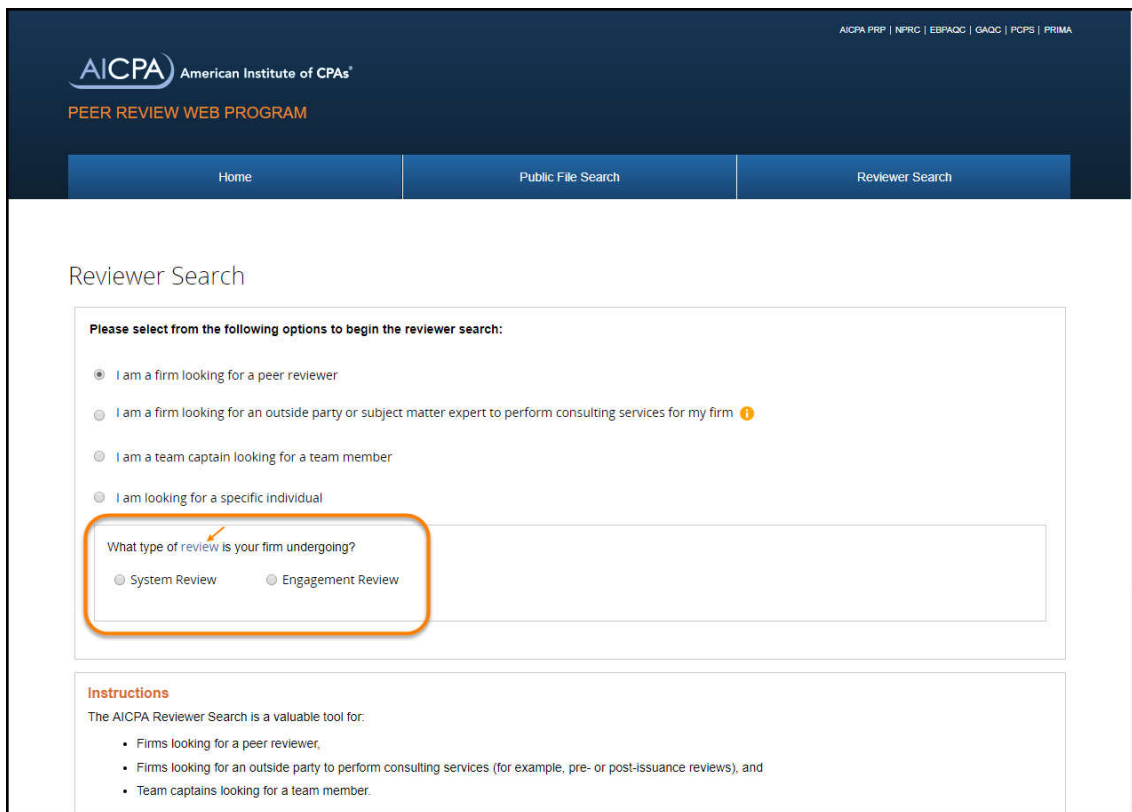 AICPA PRP | NPRC | EBPAQC | GAQC | PCPS | PRIMA
AICPA American Institute of CPAs®
PEER REVIEW WEB PROGRAM
Home Public File Search Reviewer Search
Reviewer Search
Please select from the following options to begin the reviewer search:
I am a firm looking for a peer reviewer
I am a firm looking for an outside party or subject matter expert to perform consulting services for my firm i
I am a team captain looking for a team member
I am looking for a specific individual
What type of review is your firm undergoing?
System Review Engagement Review
Instructions
The AICPA Reviewer Search is a valuable tool for:
• Firms looking for a peer reviewer,
• Firms looking for an outside party to perform consulting services (for example, pre- or post-issuance reviews), and
• Team captains looking for a team member.